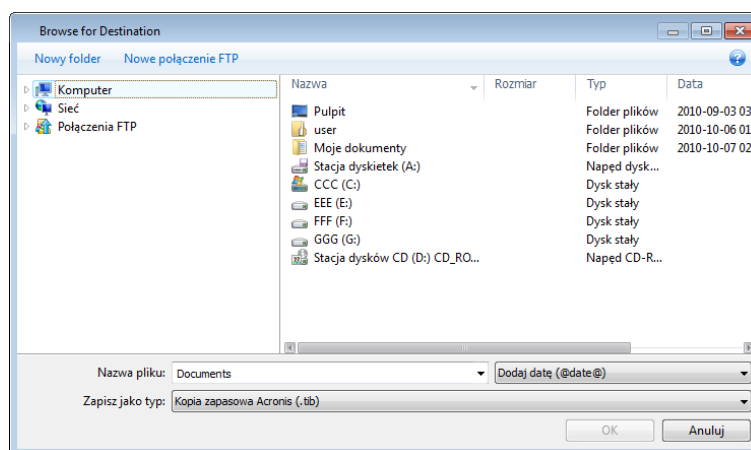 Browse for Destination
Nowy folder Nowe połączenie FTP
Komputer
Sieć
Połączenia FTP
Nazwa Rozmiar Typ Data
Pulpit Folder plików 2010-09-03 03
user Folder plików 2010-10-06 01
Moje dokumenty Folder plików 2010-10-07 02
Stacja dyskietek (A:) Napęd dysk...
CCC (C:) Dysk stały
EEE (E:) Dysk stały
FFF (F:) Dysk stały
GGG (G:) Dysk stały
Stacja dysków CD (D:) CD_RO... Napęd CD-R...
Nazwa pliku: Documents Dodaj datę (@date@)
Zapisz jako typ: Kopia zapasowa Acronis (.tib)
OK Anuluj